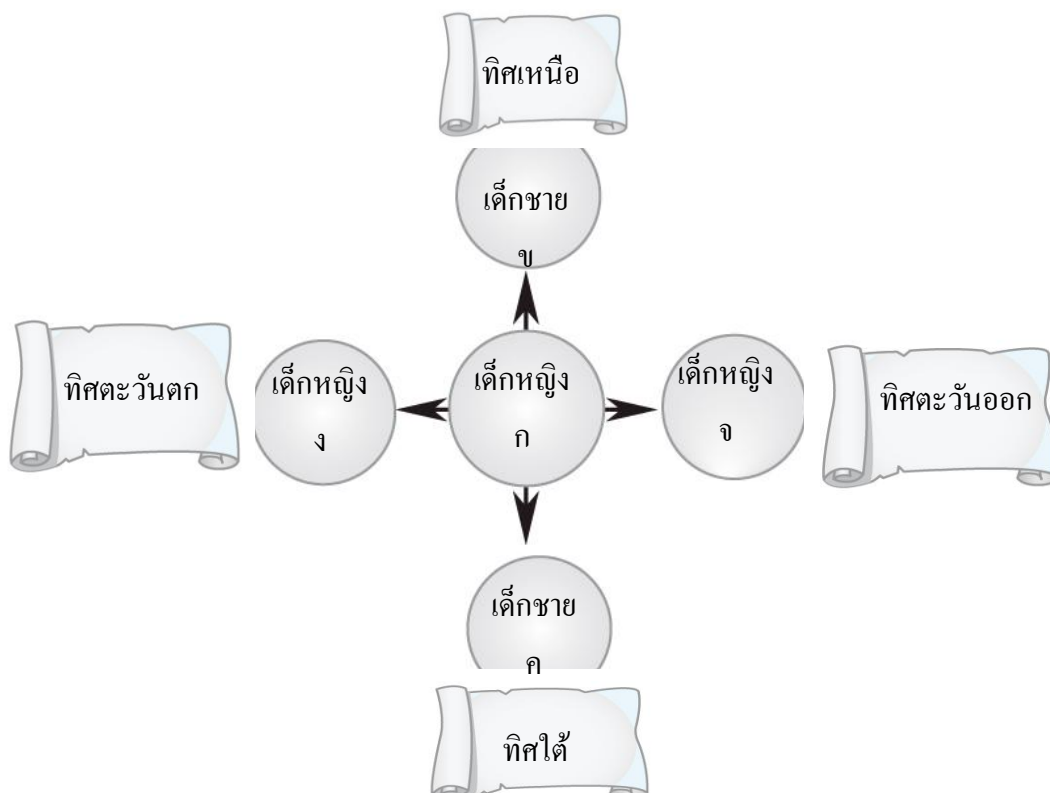 ทิศเหนือ
เด็กชาย
ข
ทิศตะวันตก
เด็กหญิง
ง
เด็กหญิง
ก
เด็กหญิง
จ
ทิศตะวันออก
เด็กชาย
ค
ทิศใต้